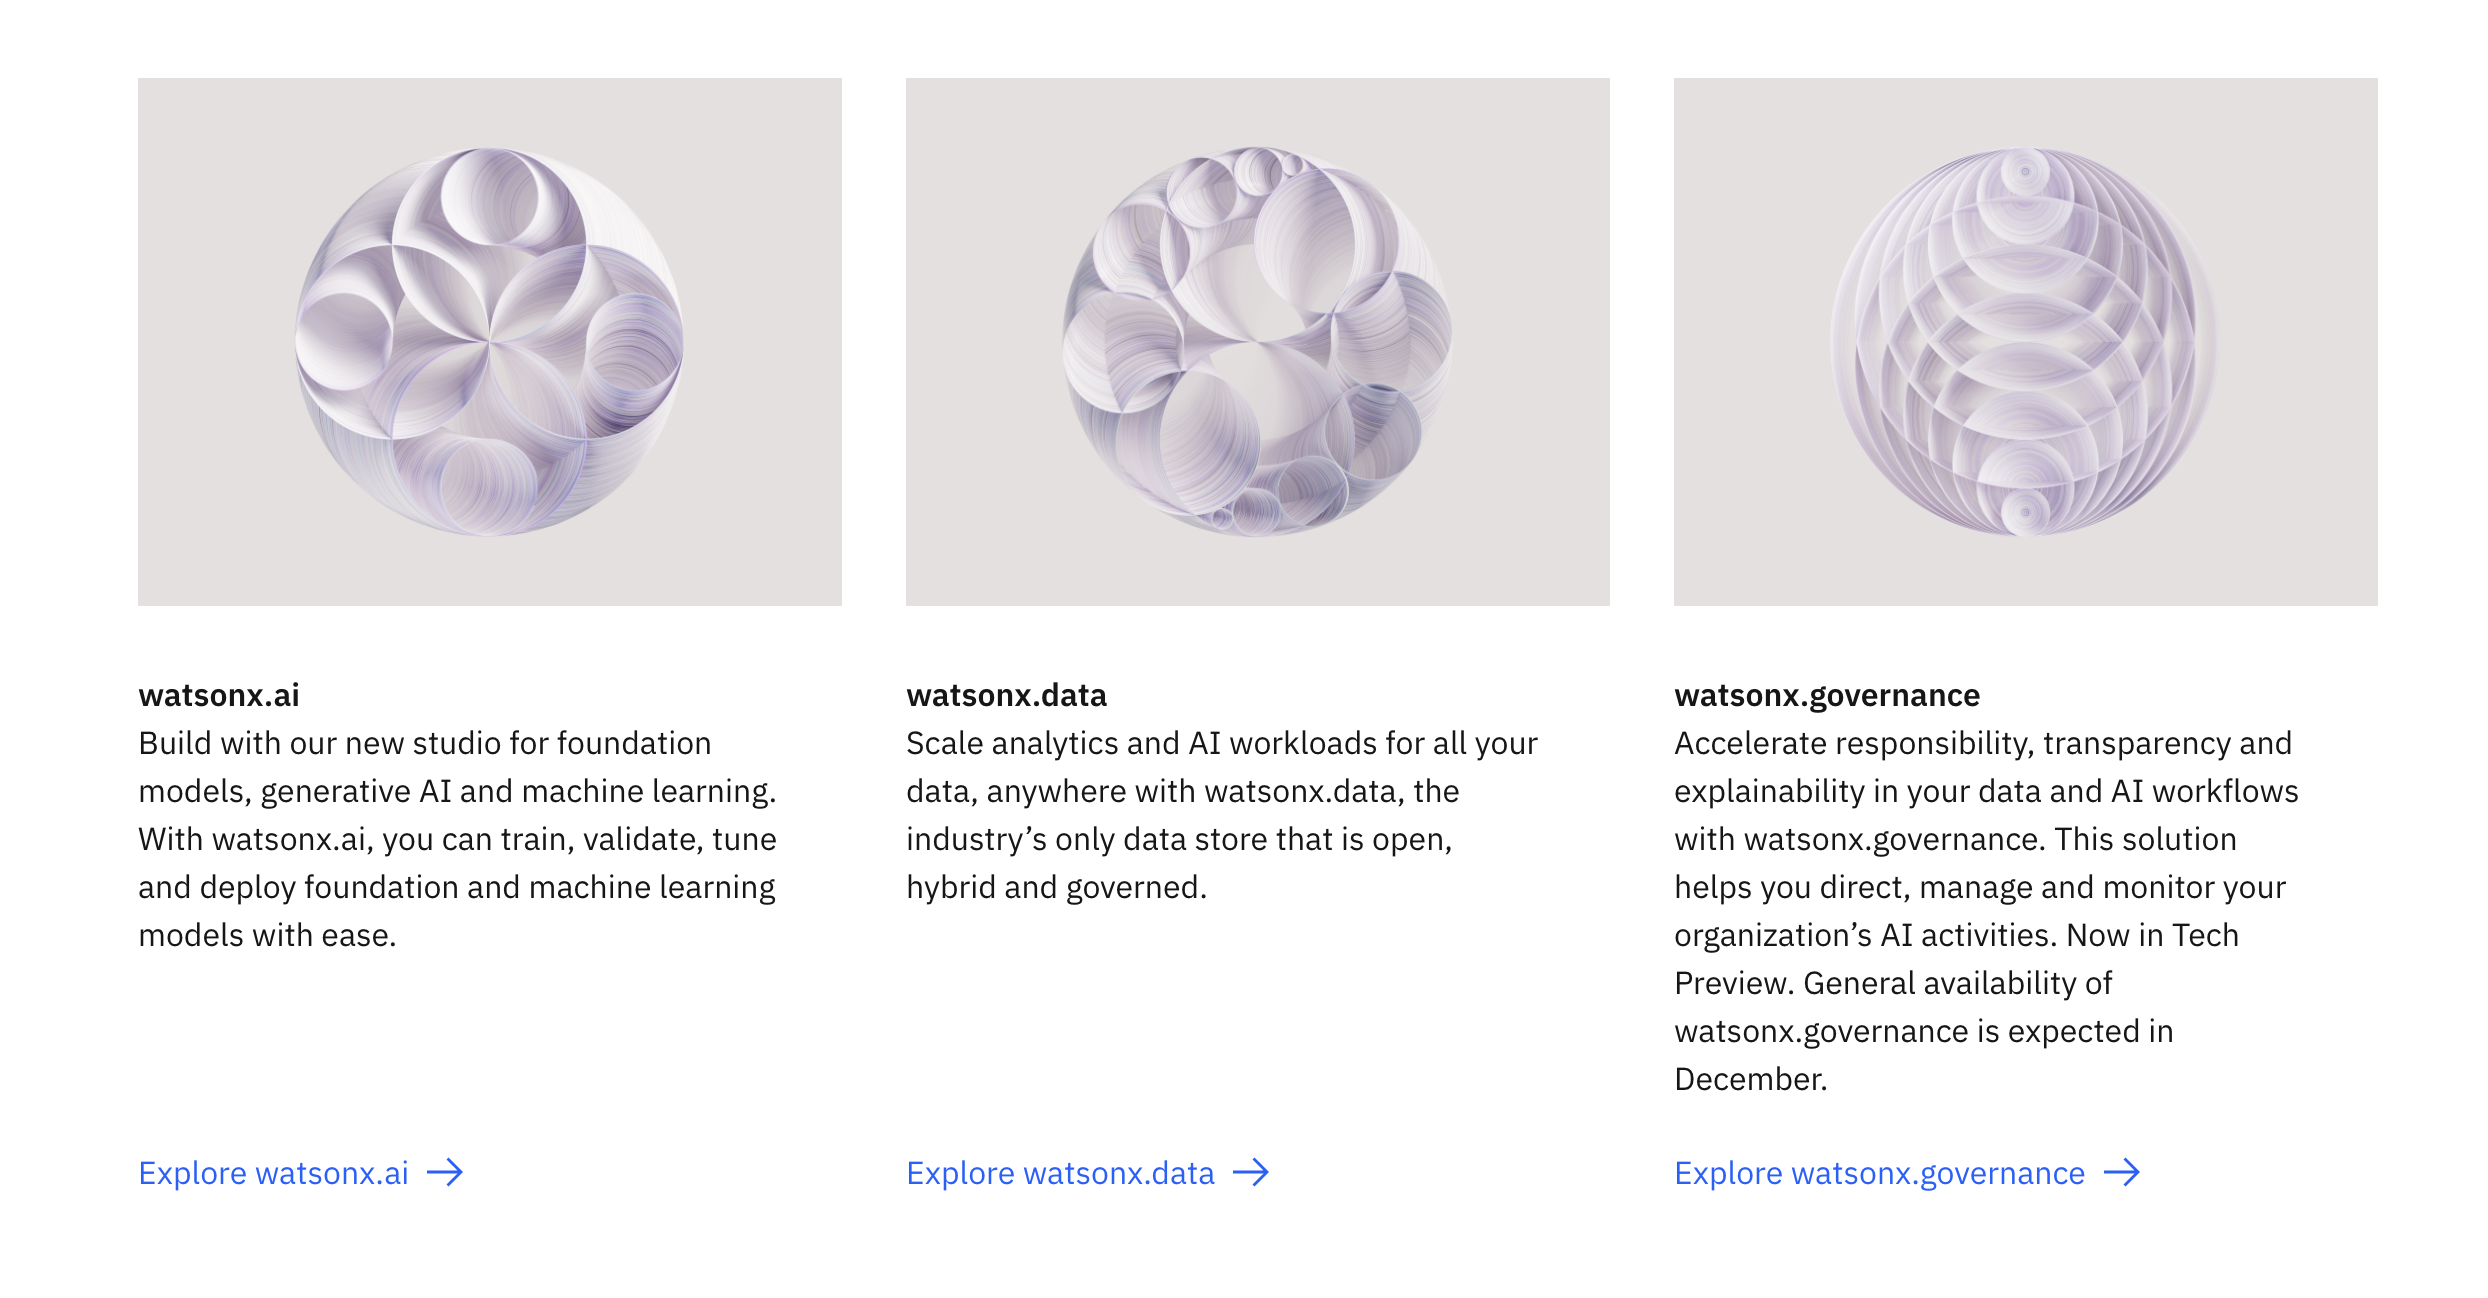 watsonx.ai
Build with our new studio for foundation
models, generative AI and machine learning.
With watsonx.ai, you can train, validate, tune
and deploy foundation and machine learning
models with ease.
Explore watsonx.ai →
watsonx.data
Scale analytics and AI workloads for all your
data, anywhere with watsonx.data, the
industry’s only data store that is open,
hybrid and governed.
Explore watsonx.data →
watsonx.governance
Accelerate responsibility, transparency and
explainability in your data and AI workflows
with watsonx.governance. This solution
helps you direct, manage and monitor your
organization’s AI activities. Now in Tech
Preview. General availability of
watsonx.governance is expected in
December.
Explore watsonx.governance →